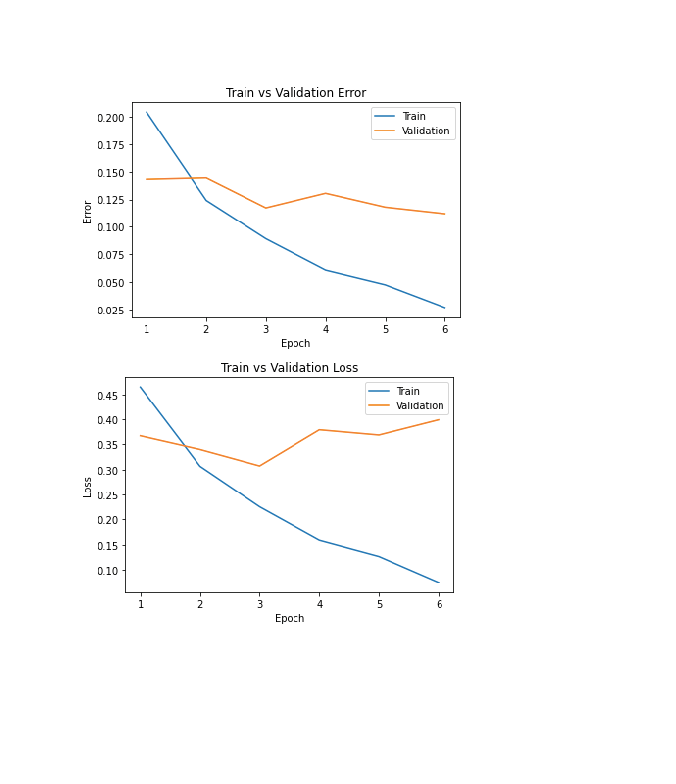 Train vs Validation Error
Train
Validation
0.200
0.175
0.150
0.125
0.100
0.075
0.050
0.025
Error
1 2 3 4 5 6
Epoch
Train vs Validation Loss
Train
Validation
0.45
0.40
0.35
0.30
0.25
0.20
0.15
0.10
Loss
1 2 3 4 5 6
Epoch